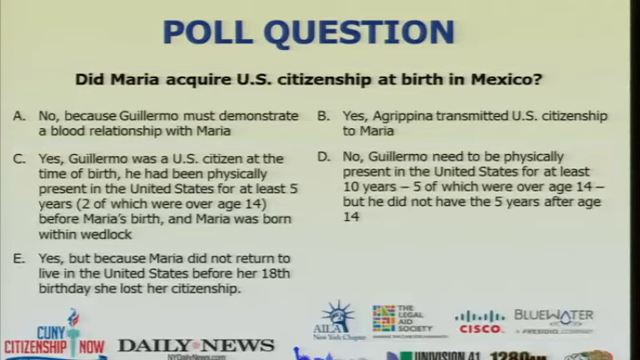 POLL QUESTION
Did Maria acquire U.S. citizenship at birth in Mexico?
A. No, because Guillermo must demonstrate
a blood relationship with Maria
B. Yes, Agrippina transmitted U.S. citizenship
to Maria
C. Yes, Guillermo was a U.S. citizen at the
time of birth, he had been physically
present in the United States for at least 5
years (2 of which were over age 14)
before Maria's birth, and Maria was born
within wedlock
D. No, Guillermo need to be physically
present in the United States for at least
10 years – 5 of which were over age 14 –
but he did not have the 5 years after age
14
E. Yes, but because Maria did not return to
live in the United States before her 18th
birthday she lost her citizenship.
CUNY
CITIZENSHIP NOW
DAILY NEWS
NYDailyNews.com
AILA
New York Chapter
THE
LEGAL
AID
SOCIETY
CISCO
BLUEWATER
A PRESIDIO COMPANY
UNIVISION 41
1280